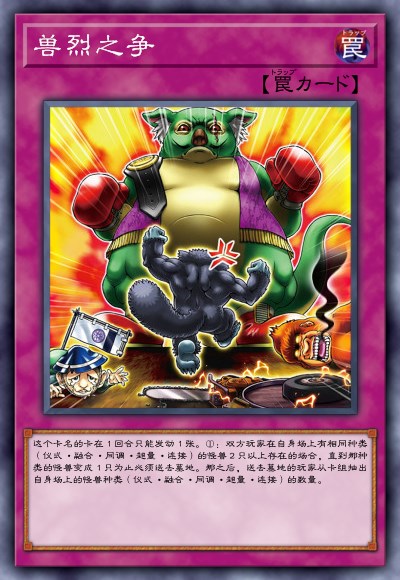 兽烈之争
トラップ
罠
トラップ
【罠カード】
这个卡名的卡在１回合只能发动１张。①：双方玩家在自身场上有相同种类
（仪式·融合·同调·超量·连接）的怪兽２只以上存在的场合，直到那种
类的怪兽变成１只为止必须送去墓地。那之后，送去墓地的玩家从卡组抽出
自身场上的怪兽种类（仪式·融合·同调·超量·连接）的数量。